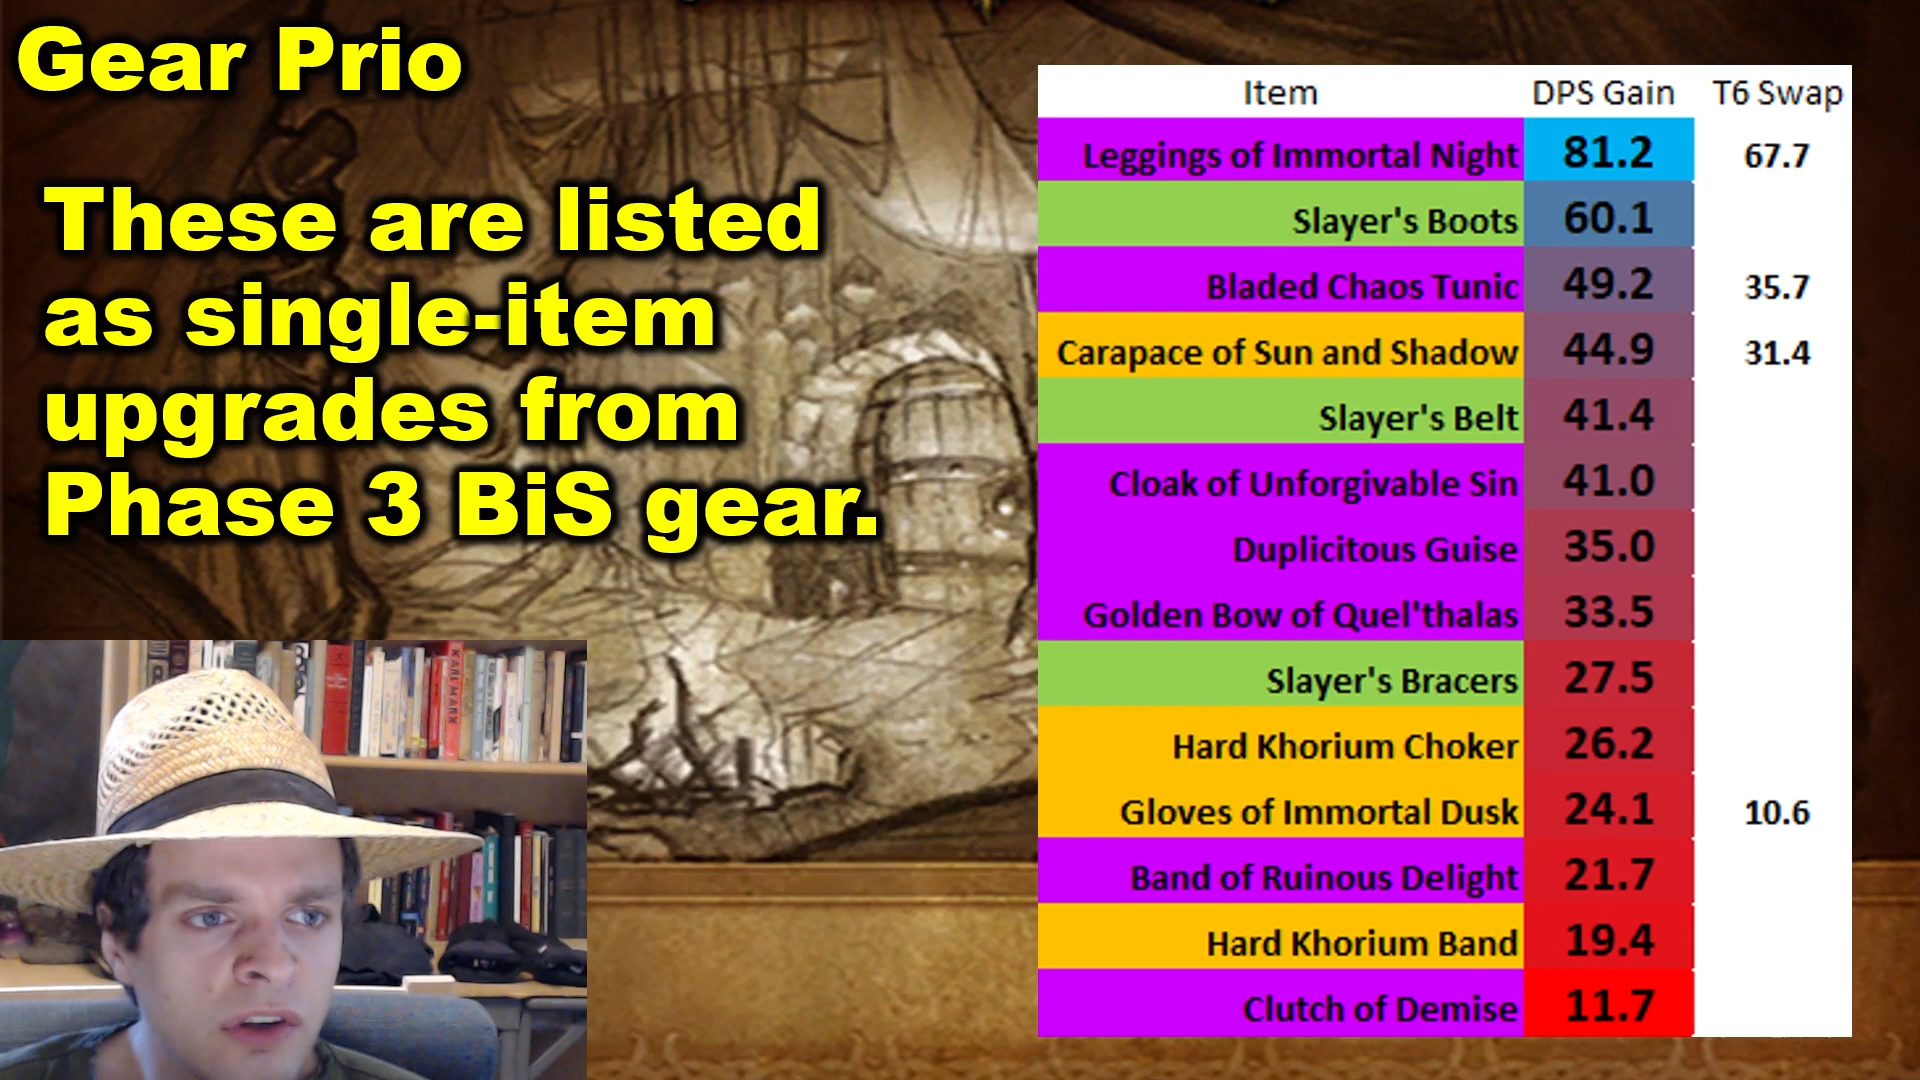 Gear Prio
These are listed
as single-item
upgrades from
Phase 3 BiS gear.
Item DPS Gain T6 Swap
Leggings of Immortal Night 81.2 67.7
Slayer's Boots 60.1
Bladed Chaos Tunic 49.2 35.7
Carapace of Sun and Shadow 44.9 31.4
Slayer's Belt 41.4
Cloak of Unforgivable Sin 41.0
Duplicitous Guise 35.0
Golden Bow of Quel'thalas 33.5
Slayer's Bracers 27.5
Hard Khorium Choker 26.2
Gloves of Immortal Dusk 24.1 10.6
Band of Ruinous Delight 21.7
Hard Khorium Band 19.4
Clutch of Demise 11.7
KARL MARX